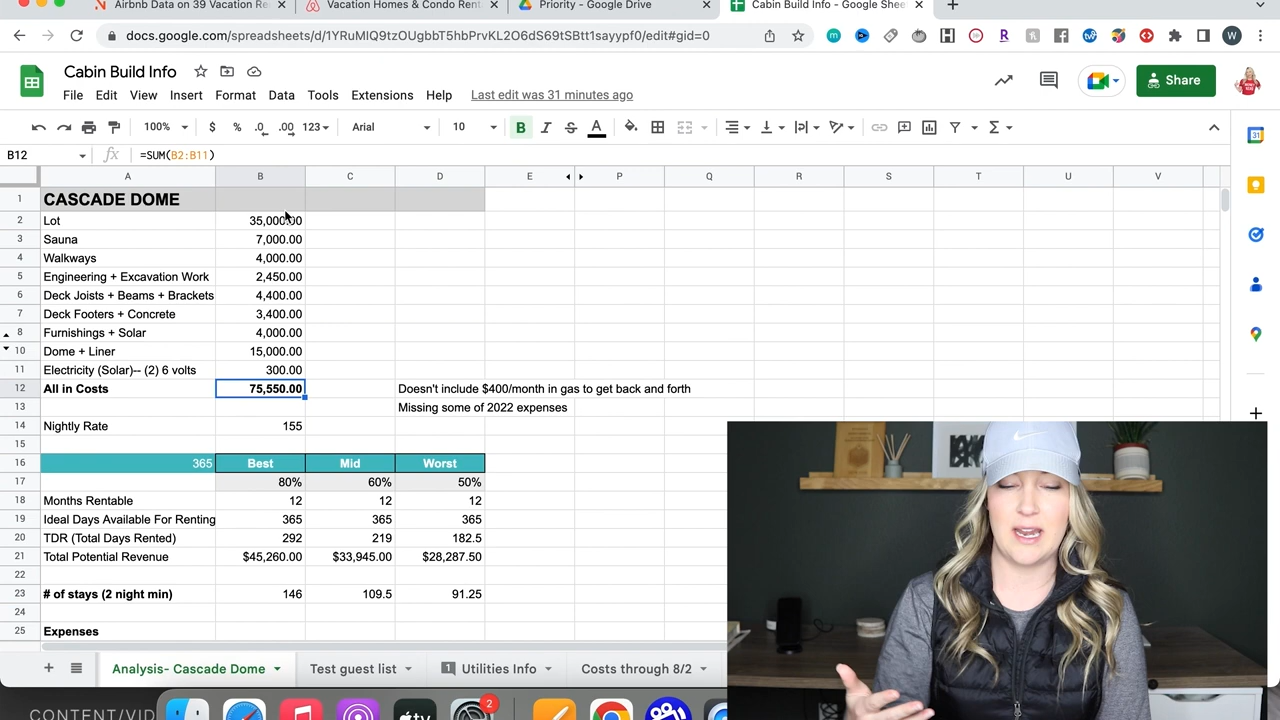 Airbnb Data on 39 Vacation Re
Vacation Homes & Condo Rent
Priority - Google Drive
Cabin Build Info - Google Shee
docs.google.com/spreadsheets/d/1YRuMIQ9tzOUgbbT5hbPrvKL2O6dS69tSBtt1sayypf0/edit#gid=0
Cabin Build Info
File Edit View Insert Format Data Tools Exten Help Last edit was 31 minutes ago
Share
100% $ % .0 .00 123 Arial 10 B I S A
B12 fx =SUM(B2:B11)
A B C D E P Q R S T U V
1 CASCADE DOME
2 Lot 35,000.00
3 Sauna 7,000.00
4 Walkways 4,000.00
5 Engineering + Excavation Work 2,450.00
6 Deck Joists + Beams + Brackets 4,400.00
7 Deck Footers + Concrete 3,400.00
8 Furnishings + Solar 4,000.00
10 Dome + Liner 15,000.00
11 Electricity (Solar)-- (2) 6 volts 300.00
12 All in Costs 75,550.00 Doesn't include $400/month in gas to get back and forth
13 Missing some of 2022 expenses
14 Nightly Rate 155
15
16 365 Best Mid Worst
17 80% 60% 50%
18 Months Rentable 12 12 12
19 Ideal Days Available For Renting 365 365 365
20 TDR (Total Days Rented) 292 219 182.5
21 Total Potential Revenue $45,260.00 $33,945.00 $28,287.50
22
23 # of stays (2 night min) 146 109.5 91.25
24
25 Expenses
Analysis- Cascade Dome Test guest list 1 Utilities Info Costs through 8/2
CONTENT/VID
tv
2